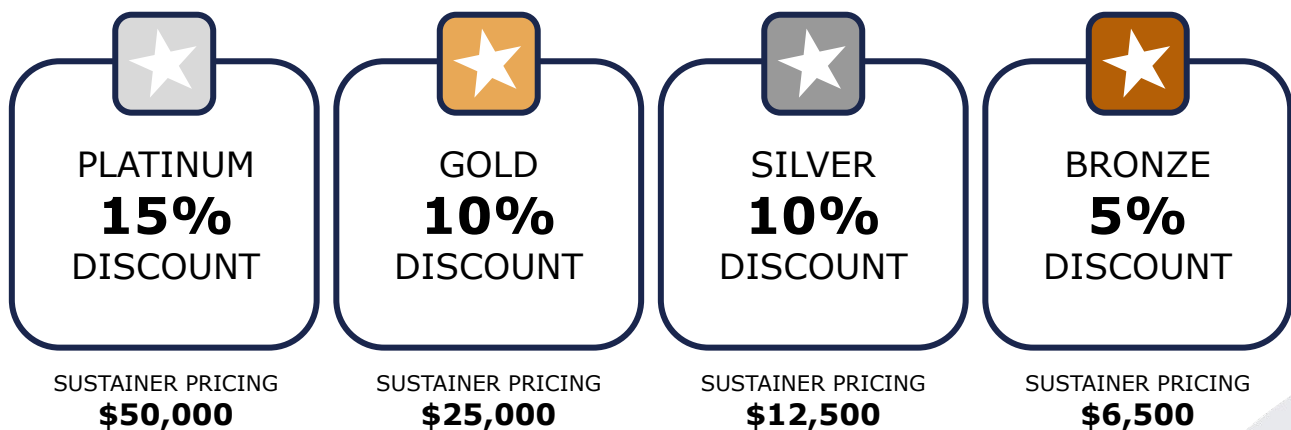 PLATINUM
15%
DISCOUNT
SUSTAINER PRICING
$50,000
GOLD
10%
DISCOUNT
SUSTAINER PRICING
$25,000
SILVER
10%
DISCOUNT
SUSTAINER PRICING
$12,500
BRONZE
5%
DISCOUNT
SUSTAINER PRICING
$6,500